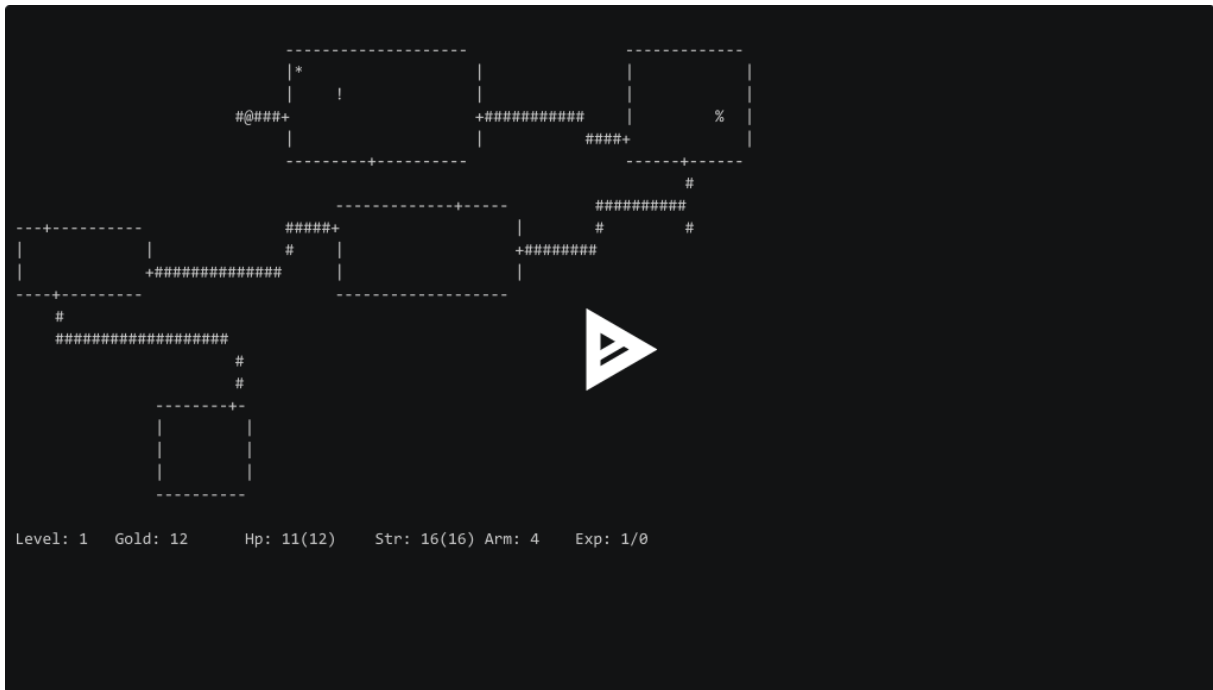 --------------------                  -------------
                              |*                   |                |            |
                              |     !              |                |            |
                        #@###+                     +###########     |         %  |
                              |                    |           ####+             |
                              ---------+----------                  ------+------
                                                                          #
                                   -------------+-----          ##########
---+----------                #####+                   |        #         #
|             |               #     |                  +########
|             +##############       |                  |
----+---------                     -------------------
    #
    ###################
                        #
                        #
               --------+-
               |         |
               |         |
               |         |
               ----------
Level: 1   Gold: 12      Hp: 11(12)    Str: 16(16) Arm: 4    Exp: 1/0